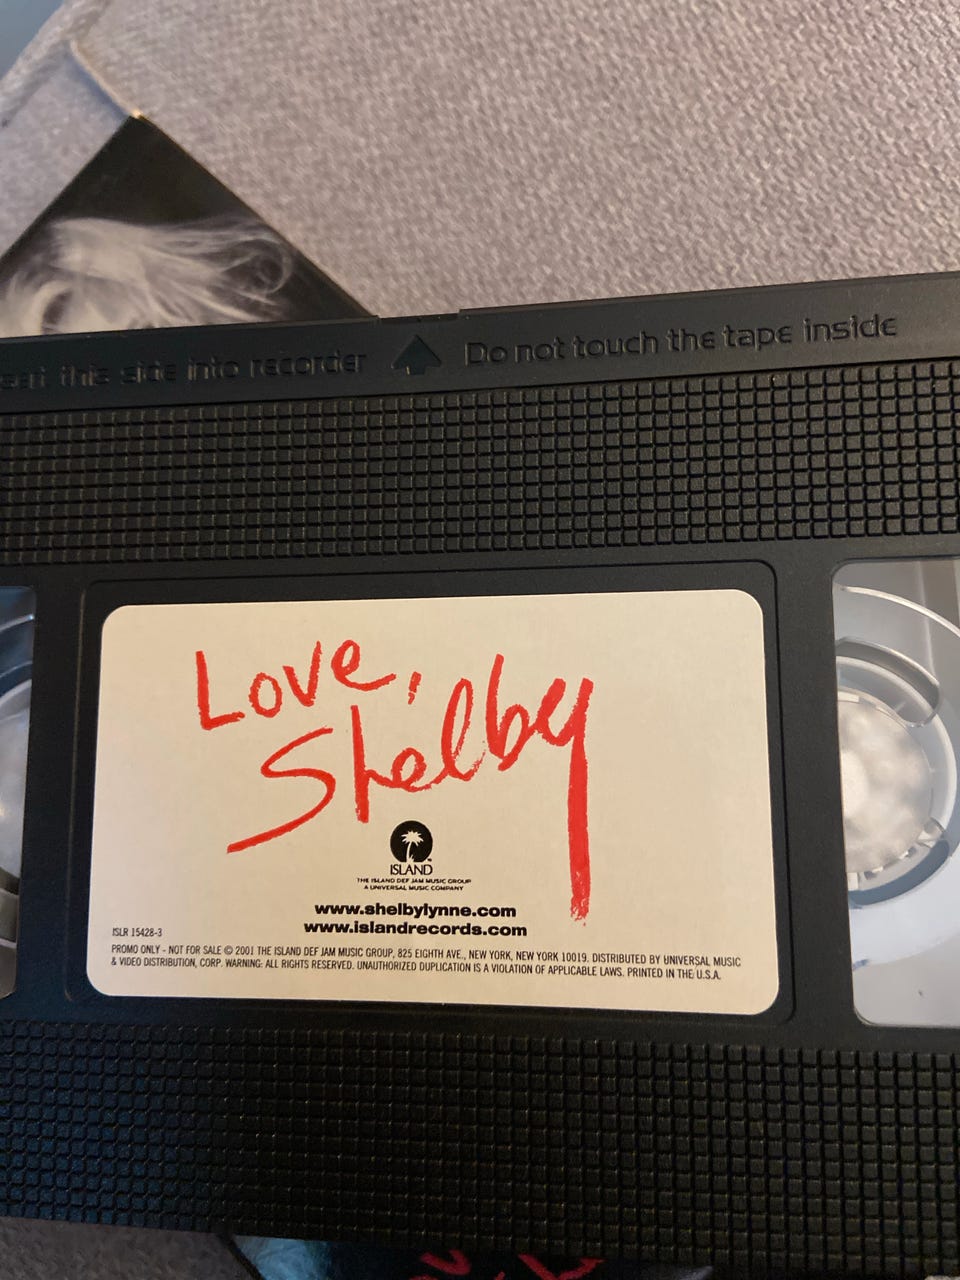 sert this side into recorder Do not touch the tape inside
Love,
Shelby
ISLAND
THE ISLAND DEF JAM MUSIC GROUP
A UNIVERSAL MUSIC COMPANY
www.shelbylynne.com
www.islandrecords.com
ISLR 15428-3
PROMO ONLY - NOT FOR SALE © 2001 THE ISLAND DEF JAM MUSIC GROUP, 825 EIGHTH AVE., NEW YORK, NEW YORK 10019. DISTRIBUTED BY UNIVERSAL MUSIC
& VIDEO DISTRIBUTION, CORP. WARNING: ALL RIGHTS RESERVED. UNAUTHORIZED DUPLICATION IS A VIOLATION OF APPLICABLE LAWS. PRINTED IN THE U.S.A.